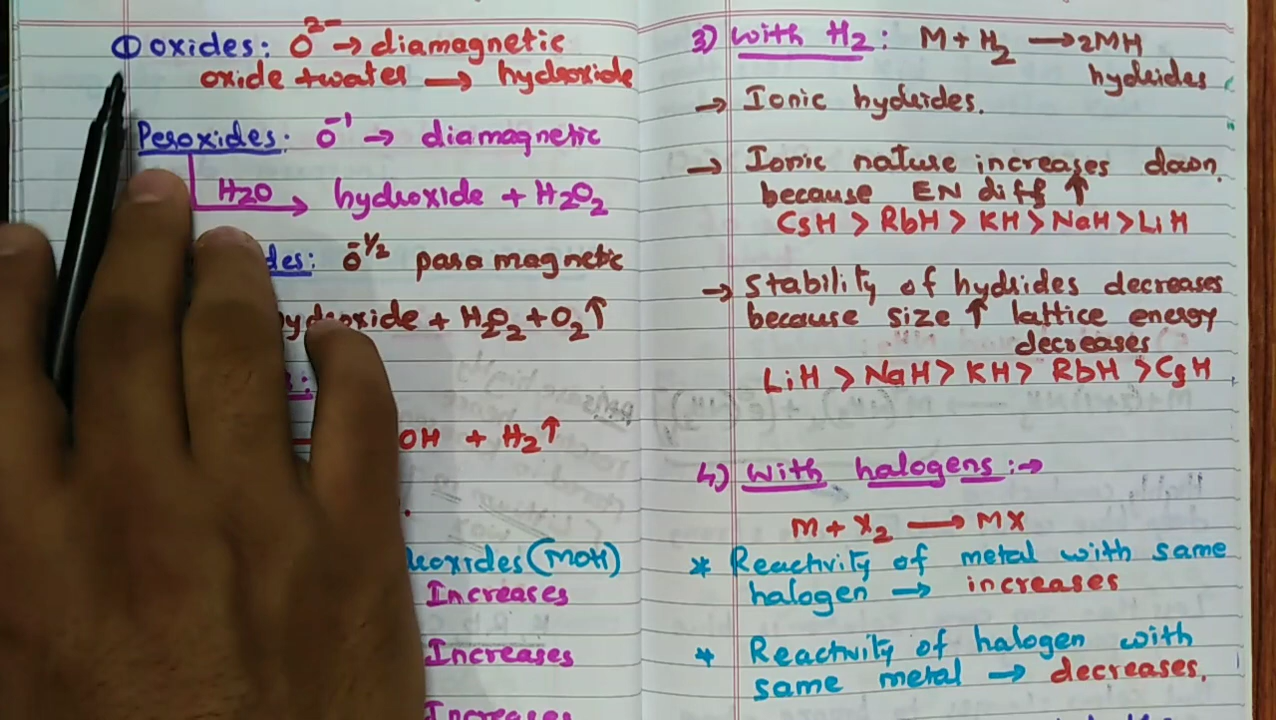 ① oxides: O²⁻ → diamagnetic
oxide + water → hydroxide
Peroxides: O⁻¹ → diamagnetic
H2O → hydroxide + H₂O₂
des: O⁻¹/² para magnetic
ydroxide + H₂O₂ + O₂↑
OH + H₂↑
droxides (MOH)
Increases
Increases
Increases
3) With H₂: M + H₂ → 2MH
hydrides
→ Ionic hydrides.
→ Ionic nature increases down.
because EN diff ↑
CsH > RbH > KH > NaH > LiH
→ Stability of hydrides decreases
because size ↑ lattice energy
decreases
LiH > NaH > KH > RbH > CsH
4) With halogens :→
M + X₂ → MX
* Reactivity of metal with same
halogen → increases
* Reactivity of halogen with
same metal → decreases.